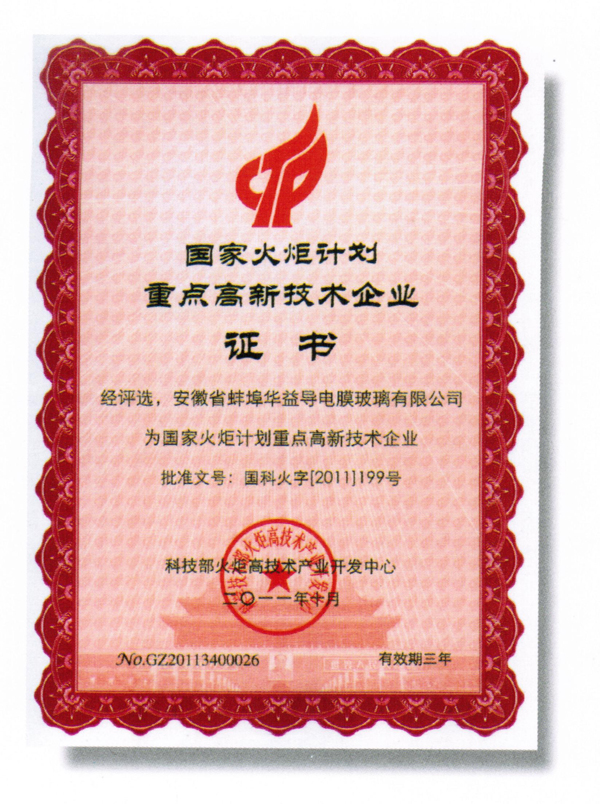 国家火炬计划
重点高新技术企业
证书
经评选，安徽省蚌埠华益导电膜玻璃有限公司
为国家火炬计划重点高新技术企业
批准文号：国科火字[2011]199号
科技部火炬高技术产业开发中心
二〇一一年十月
No.GZ20113400026
有效期三年